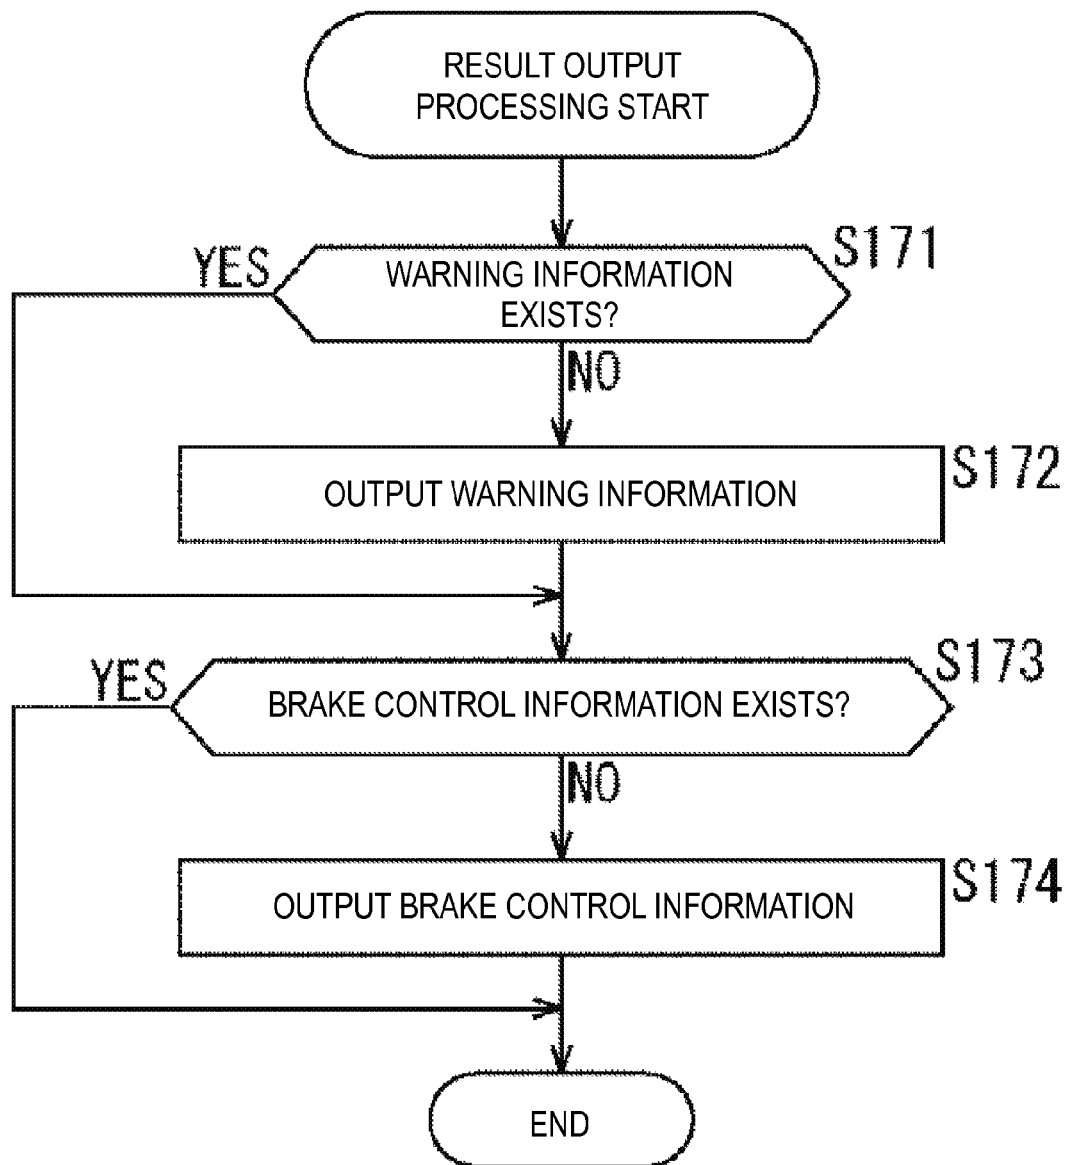 RESULT OUTPUT
PROCESSING START
YES
WARNING INFORMATION
EXISTS?
S171
NO
OUTPUT WARNING INFORMATION
S172
YES
BRAKE CONTROL INFORMATION EXISTS?
S173
NO
OUTPUT BRAKE CONTROL INFORMATION
S174
END